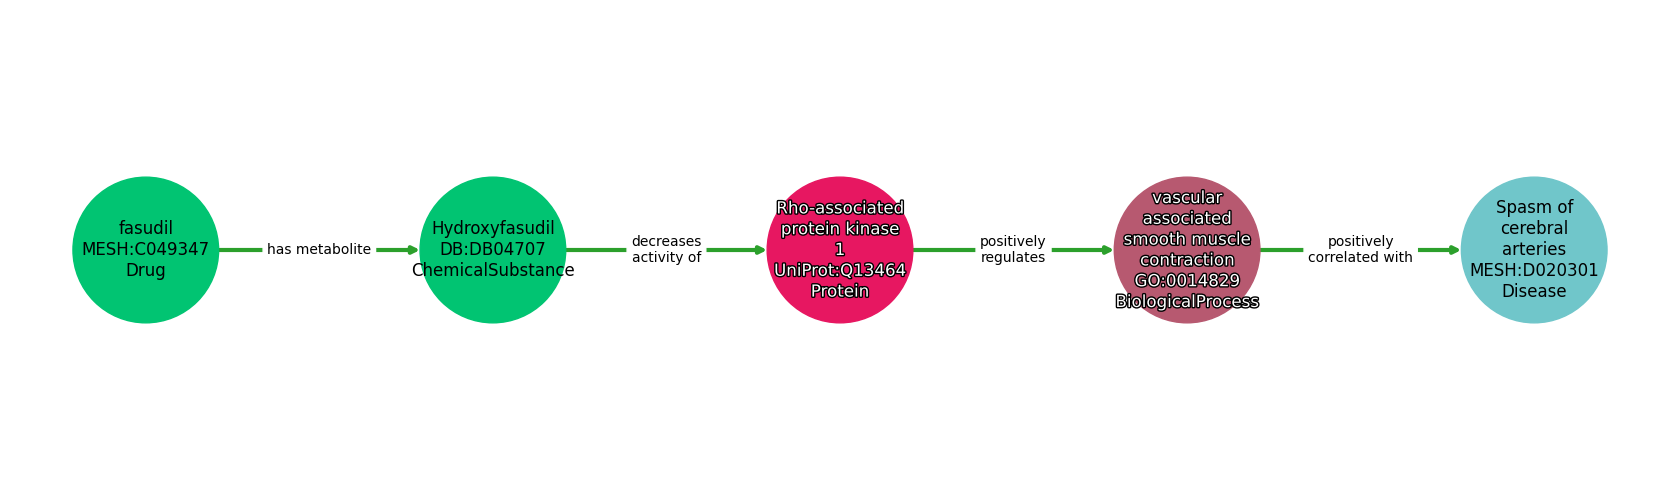 fasudil
MESH:C049347
Drug
has metabolite
Hydroxyfasudil
DB:DB04707
ChemicalSubstance
decreases
activity of
Rho-associated
protein kinase
1
UniProt:Q13464
Protein
positively
regulates
vascular
associated
smooth muscle
contraction
GO:0014829
BiologicalProcess
positively
correlated with
Spasm of
cerebral
arteries
MESH:D020301
Disease